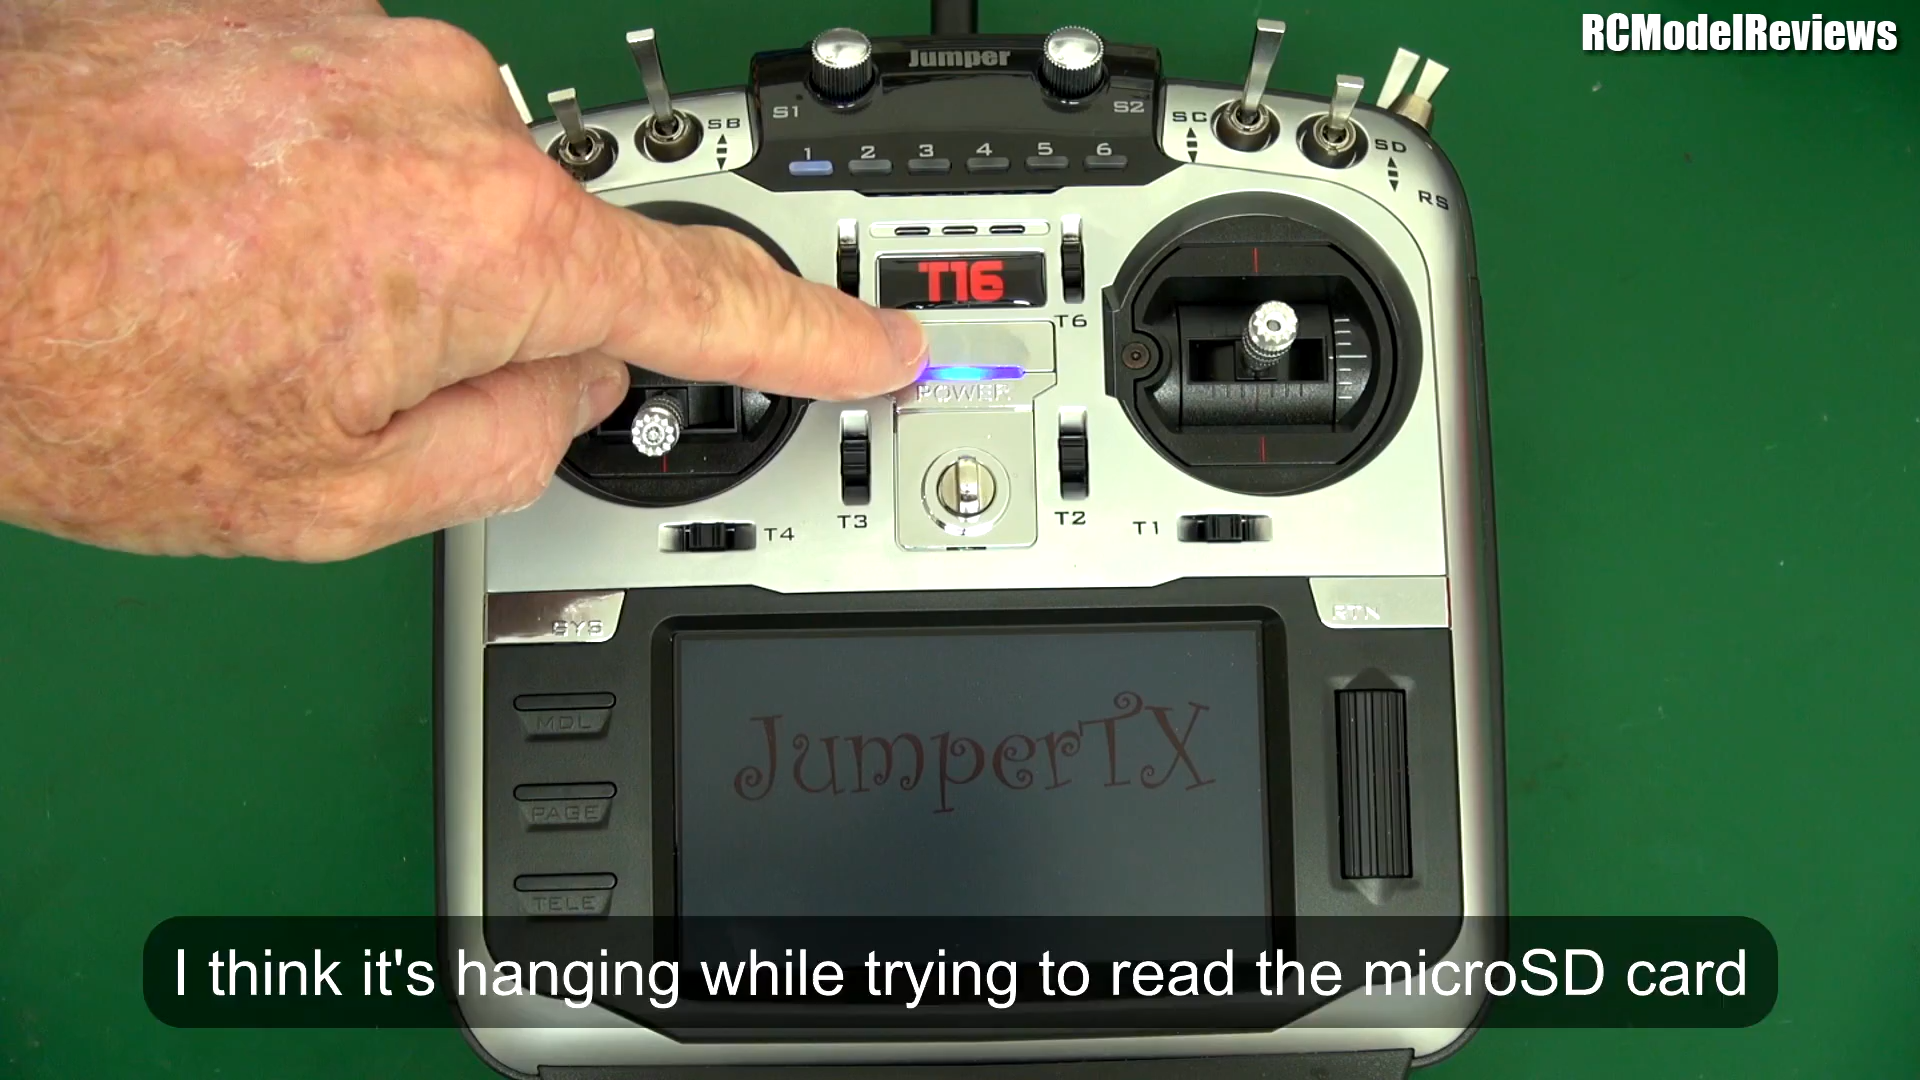 RCModelReviews
Jumper
S1
S2
SB
SC
SD
RS
1 2 3 4 5 6
T16
T6
POWER
T3
T2
T4
T1
SYS
RTN
MDL
PAGE
TELE
JumperTX
I think it's hanging while trying to read the microSD card